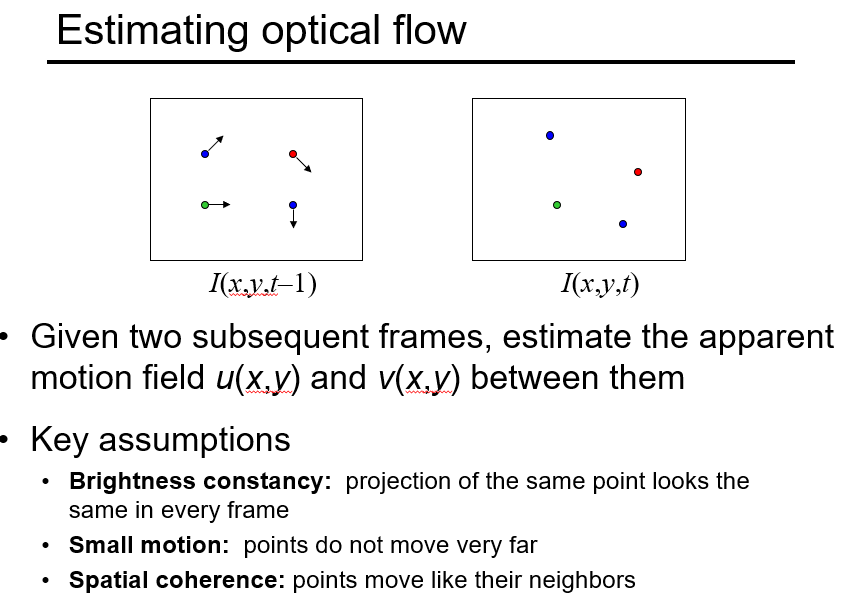 Estimating optical flow
I(x,y,t–1)
I(x,y,t)
• Given two subsequent frames, estimate the apparent
motion field u(x,y) and v(x,y) between them
• Key assumptions
• Brightness constancy: projection of the same point looks the
same in every frame
• Small motion: points do not move very far
• Spatial coherence: points move like their neighbors